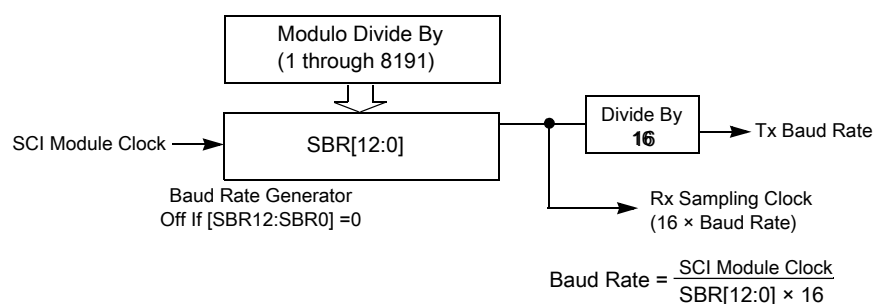 Modulo Divide By
(1 through 8191)
SCI Module Clock
SBR[12:0]
Divide By
16
Tx Baud Rate
Baud Rate Generator
Off If [SBR12:SBR0] =0
Rx Sampling Clock
(16 × Baud Rate)
Baud Rate = SCI Module Clock
SBR[12:0] × 16